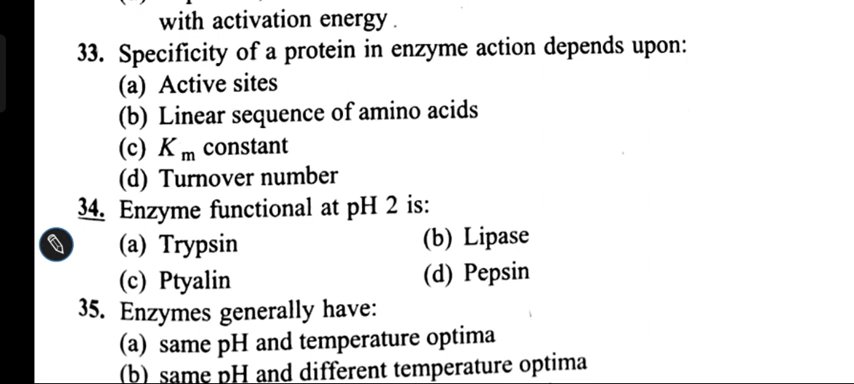 with activation energy.
33. Specificity of a protein in enzyme action depends upon:
(a) Active sites
(b) Linear sequence of amino acids
(c) K m constant
(d) Turnover number
34. Enzyme functional at pH 2 is:
(a) Trypsin (b) Lipase
(c) Ptyalin (d) Pepsin
35. Enzymes generally have:
(a) same pH and temperature optima
(b) same pH and different temperature optima